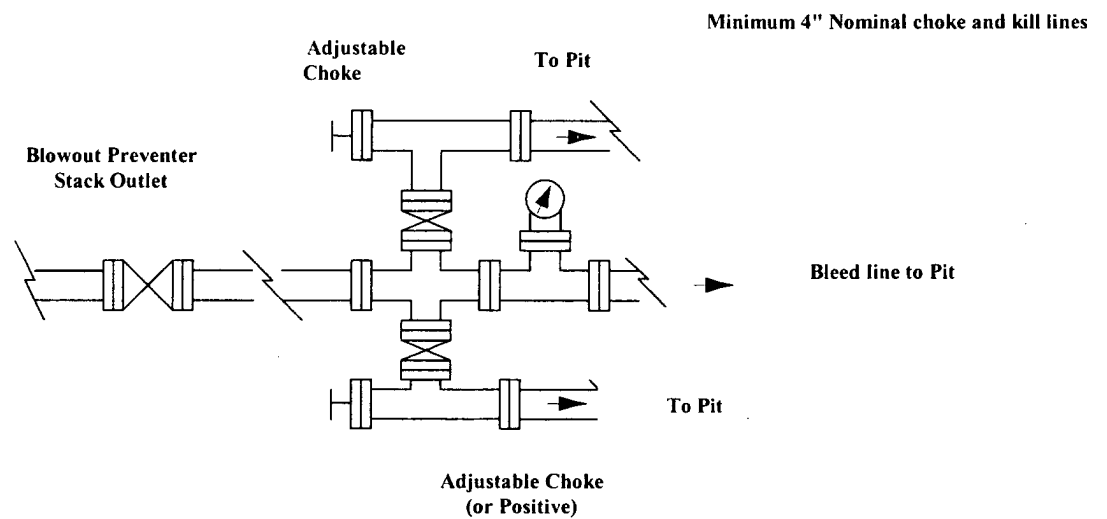 Minimum 4" Nominal choke and kill lines
Adjustable
Choke
To Pit
Blowout Preventer
Stack Outlet
Bleed line to Pit
To Pit
Adjustable Choke
(or Positive)